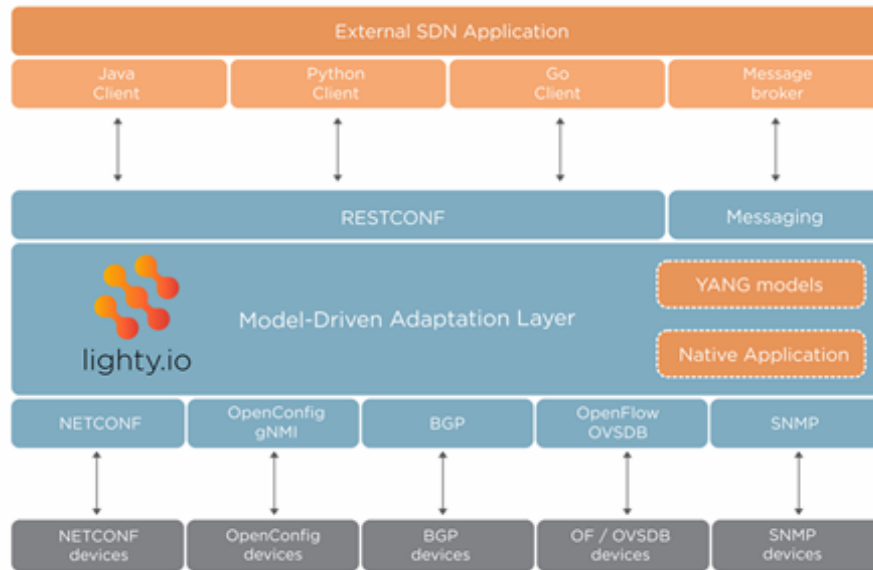 External SDN Application
Java
Client
Python
Client
Go
Client
Message
broker
RESTCONF
Messaging
lighty.io
Model-Driven Adaptation Layer
YANG models
Native Application
NETCONF
OpenConfig
gNMI
BGP
OpenFlow
OVSDB
SNMP
NETCONF
devices
OpenConfig
devices
BGP
devices
OF / OVSDB
devices
SNMP
devices